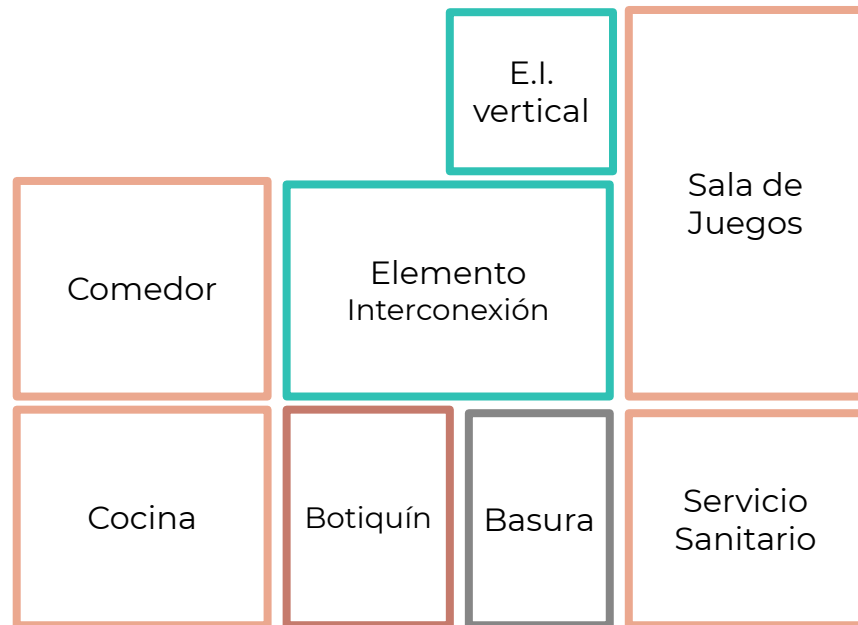 E.I.
vertical
Sala de
Juegos
Comedor
Elemento
Interconexión
Cocina
Botiquín
Basura
Servicio
Sanitario